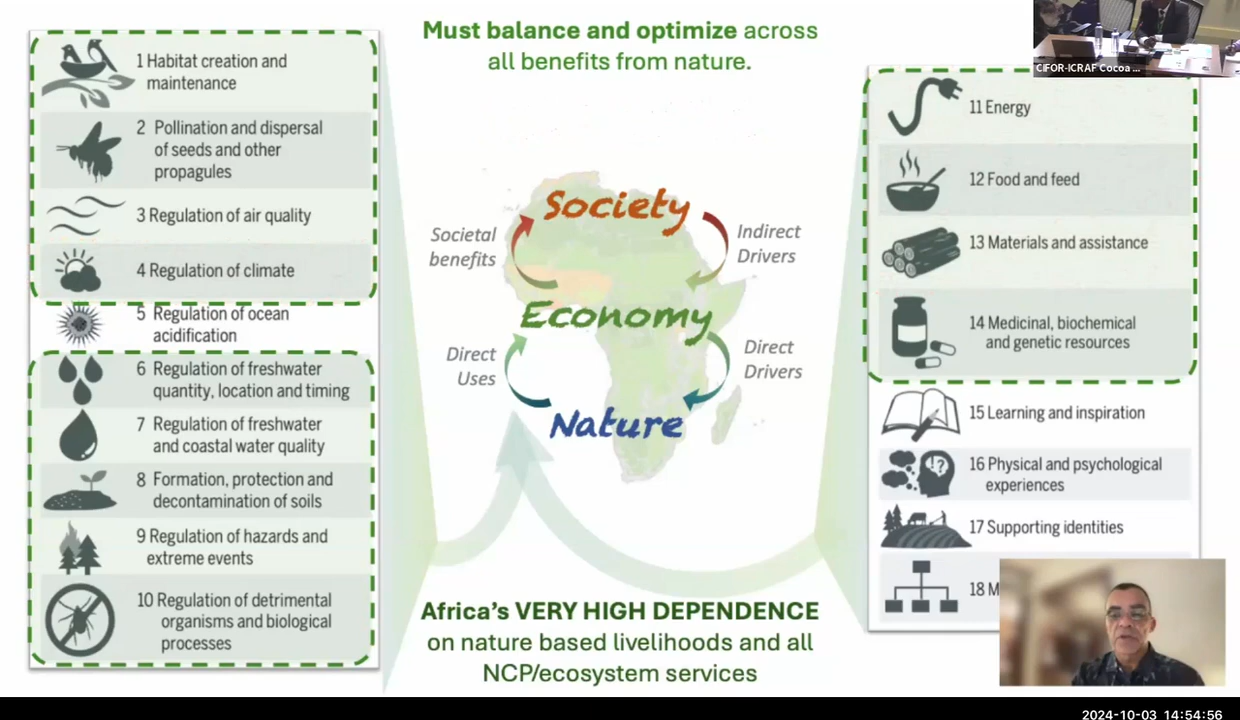 Must balance and optimize across
all benefits from nature.
CIFOR-ICRAF Cocoa ...
1 Habitat creation and
maintenance
2 Pollination and dispersal
of seeds and other
propagules
3 Regulation of air quality
4 Regulation of climate
5 Regulation of ocean
acidification
6 Regulation of freshwater
quantity, location and timing
7 Regulation of freshwater
and coastal water quality
8 Formation, protection and
decontamination of soils
9 Regulation of hazards and
extreme events
10 Regulation of detrimental
organisms and biological
processes
Society
Societal
benefits
Indirect
Drivers
Economy
Direct
Uses
Direct
Drivers
Nature
Africa's VERY HIGH DEPENDENCE
on nature based livelihoods and all
NCP/ecosystem services
11 Energy
12 Food and feed
13 Materials and assistance
14 Medicinal, biochemical
and genetic resources
15 Learning and inspiration
16 Physical and psychological
experiences
17 Supporting identities
18 M
2024-10-03 14:54:56